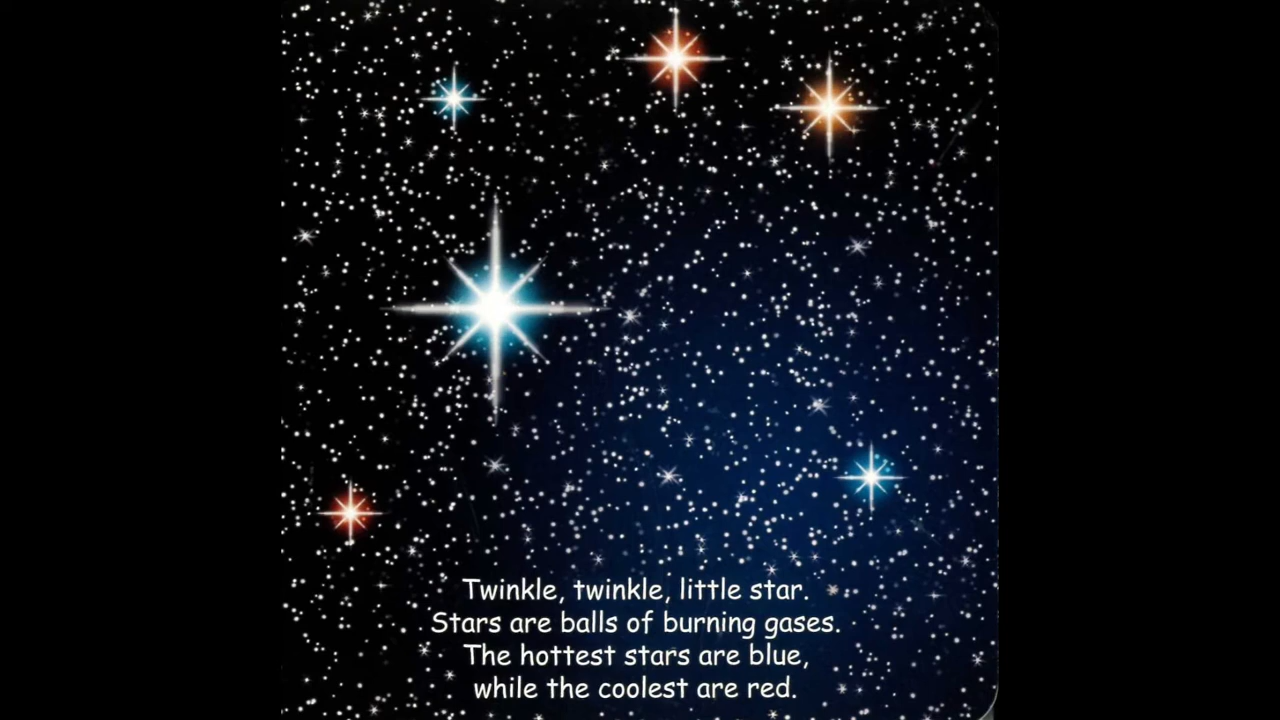 Twinkle, twinkle, little star.
Stars are balls of burning gases.
The hottest stars are blue,
while the coolest are red.